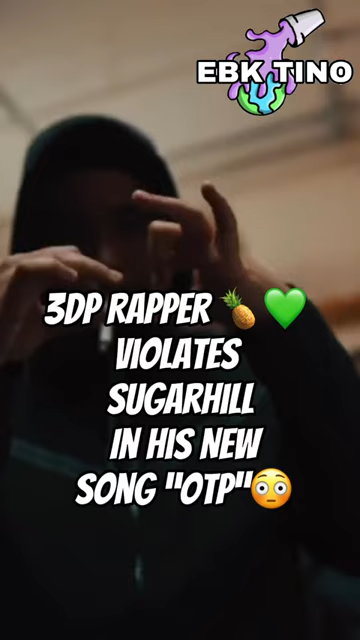 EBK TINO
3DP RAPPER 🍍 💚
VIOLATES
SUGARHILL
IN HIS NEW
SONG "OTP"😳